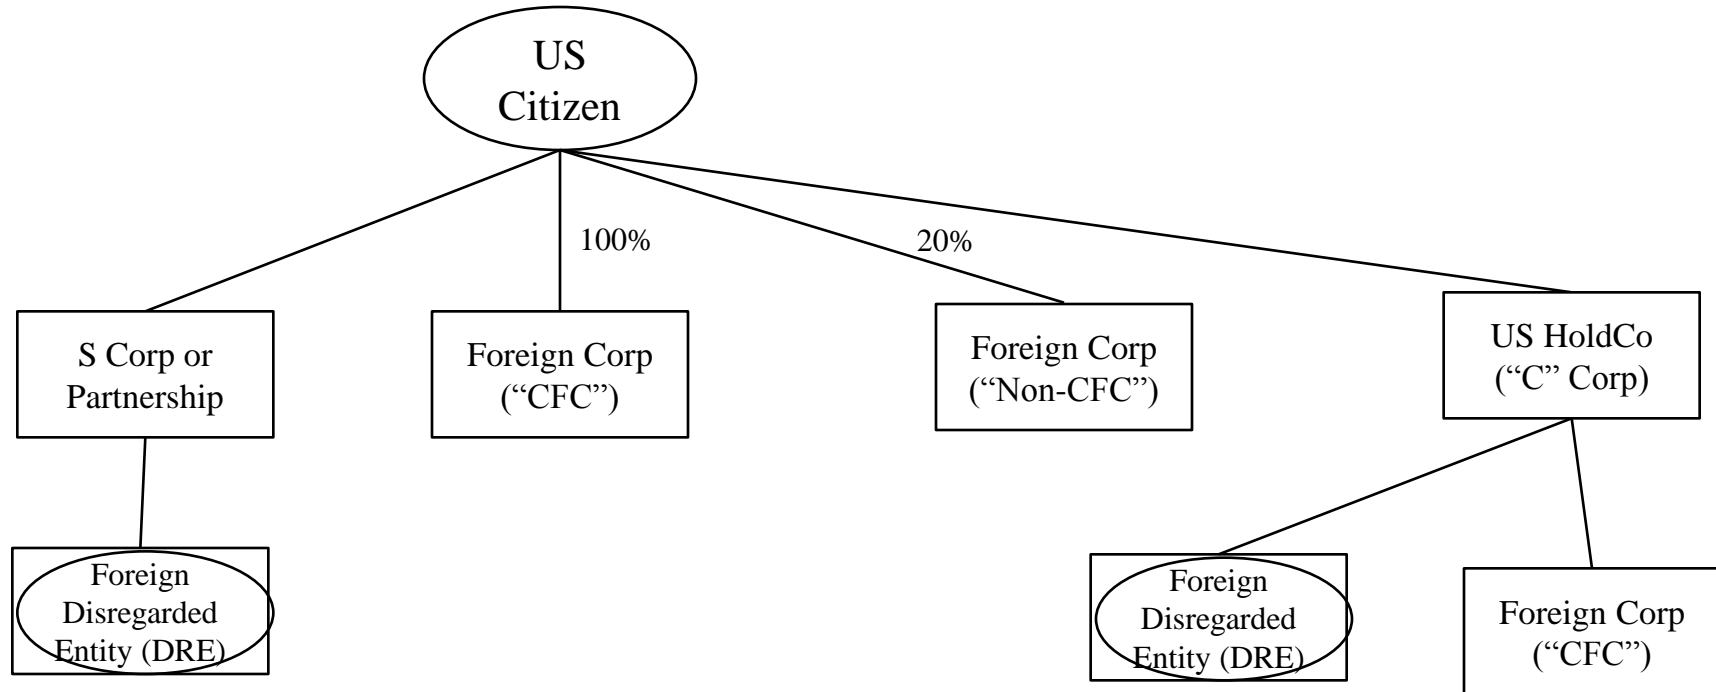 US
Citizen
100%
20%
S Corp or
Partnership
Foreign Corp
(“CFC”)
Foreign Corp
(“Non-CFC”)
US HoldCo
(“C” Corp)
Foreign
Disregarded
Entity (DRE)
Foreign
Disregarded
Entity (DRE)
Foreign Corp
(“CFC”)